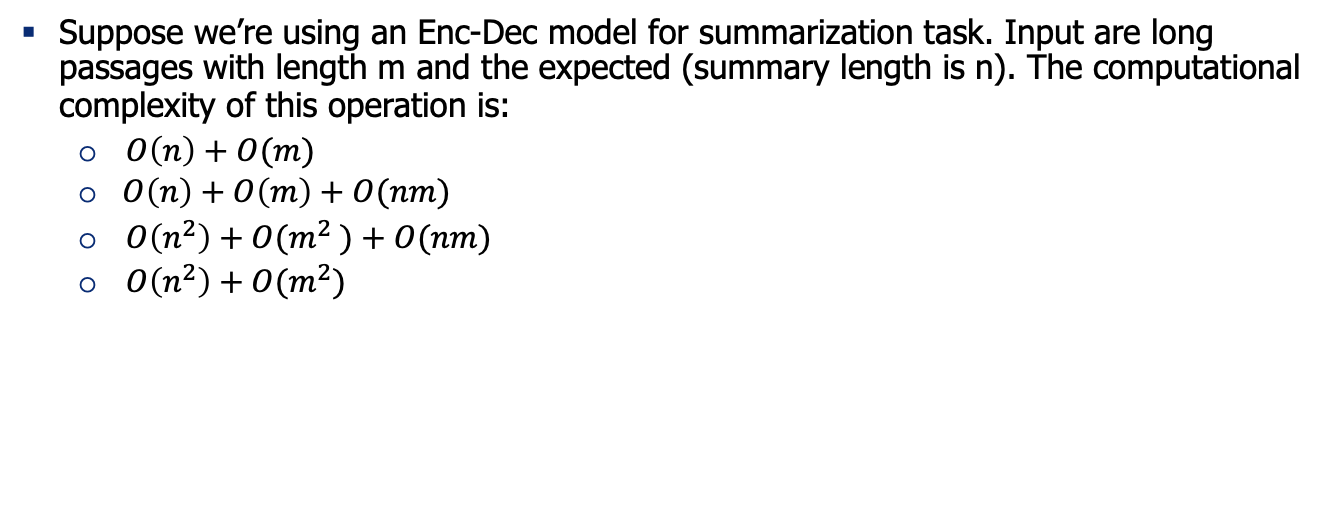 ▪ Suppose we’re using an Enc-Dec model for summarization task. Input are long
passages with length m and the expected (summary length is n). The computational
complexity of this operation is:
○ O(n) + O(m)
○ O(n) + O(m) + O(nm)
○ O(n²) + O(m² ) + O(nm)
○ O(n²) + O(m²)